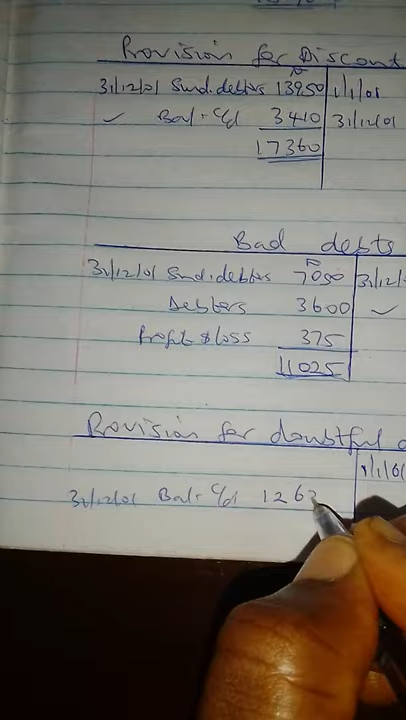 Provision for Discount
N
31/12/01 Sund. debtors 13950 1/1/01
✓ Bal. c/d 3410 31/12/01
17360
Bad debts
N
31/12/01 Sund. debtors 7050 31/12/
Debtors 3600 ✓
Profit & loss 375
11025
Provision for doubtful d
1/1/01
31/12/01 Bal. c/d 1263